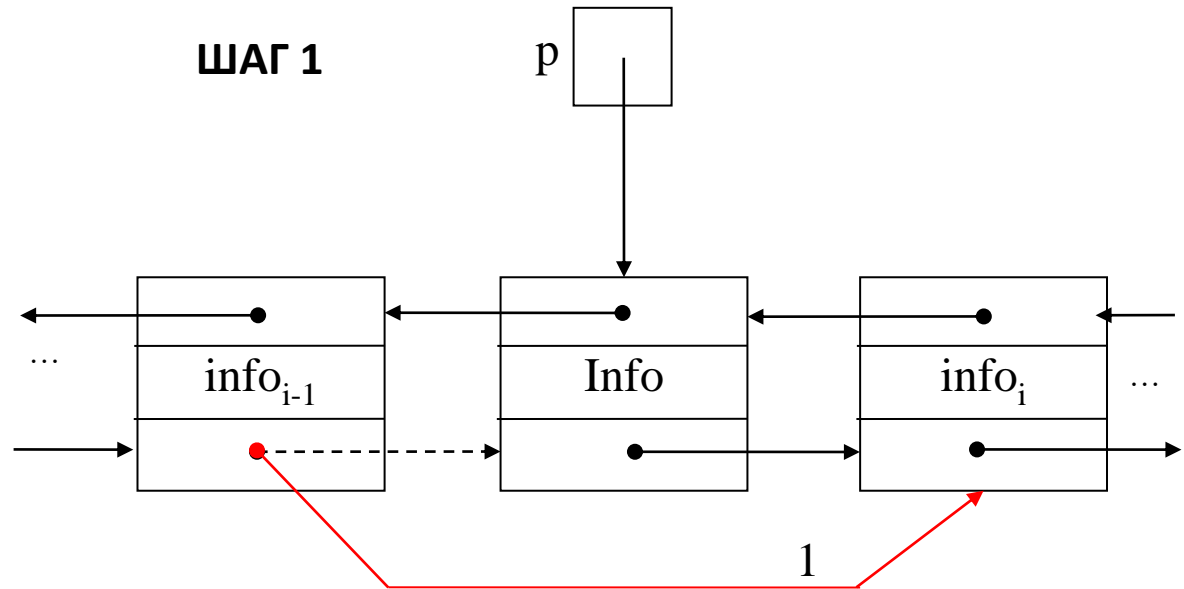 ШАГ 1
p
... info_{i-1} Info info_i ...
1